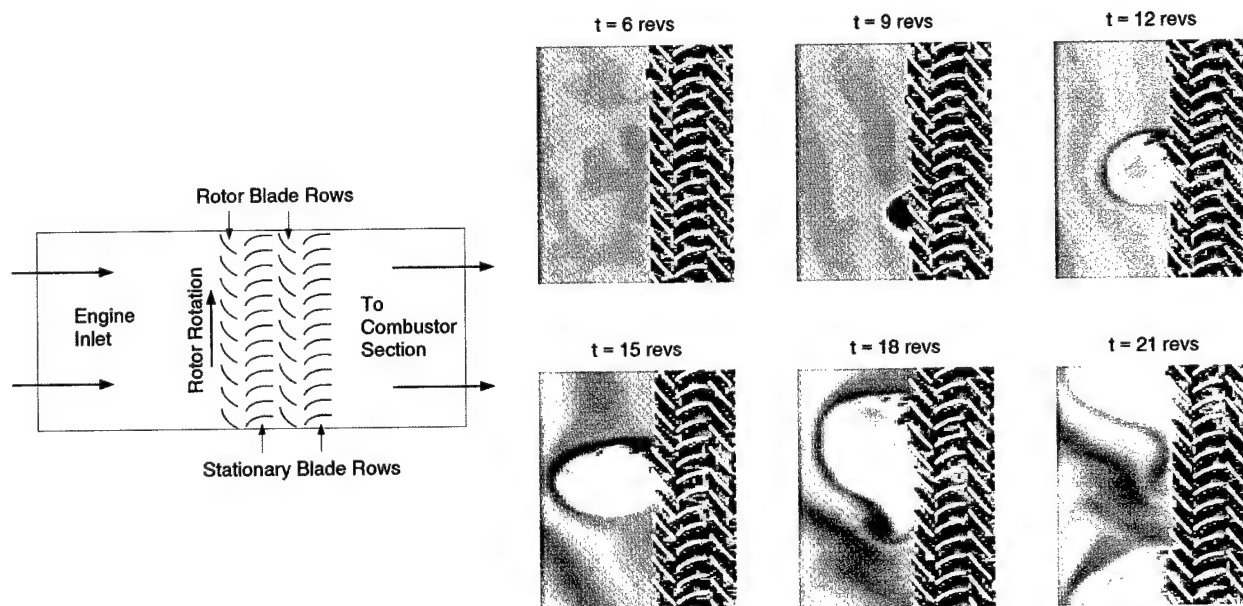 Rotor Blade Rows
Engine
Inlet
Rotor Rotation
To
Combustor
Section
Stationary Blade Rows
t = 6 revs
t = 9 revs
t = 12 revs
t = 15 revs
t = 18 revs
t = 21 revs